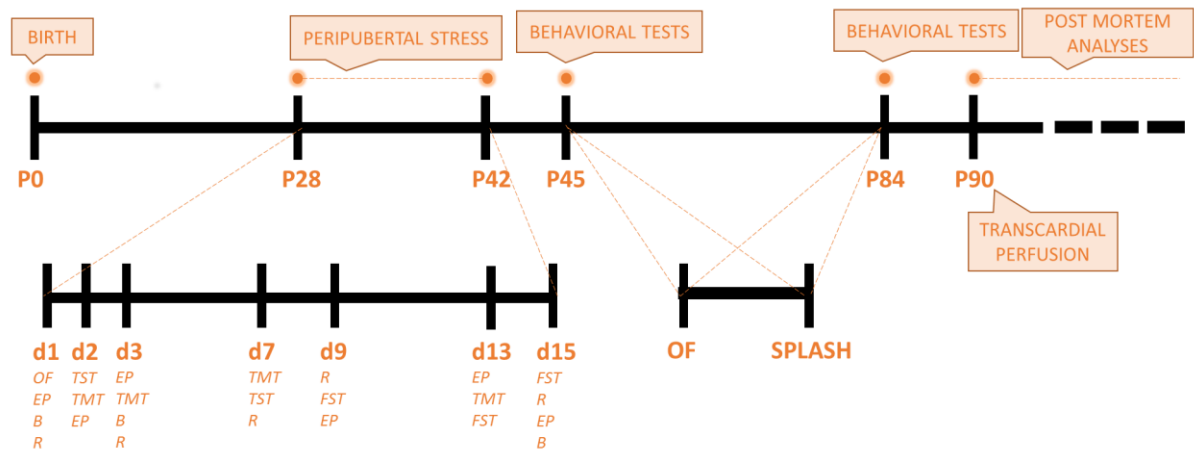 BIRTH
PERIPUBERTAL STRESS
BEHAVIORAL TESTS
BEHAVIORAL TESTS
POST MORTEM
ANALYSES
P0
P28
P42
P45
P84
P90
TRANSCARDIAL
PERFUSION
d1
OF
EP
B
R
d2
TST
TMT
EP
d3
EP
TMT
B
R
d7
TMT
TST
R
d9
R
FST
EP
d13
EP
TMT
FST
d15
FST
R
EP
B
OF
SPLASH